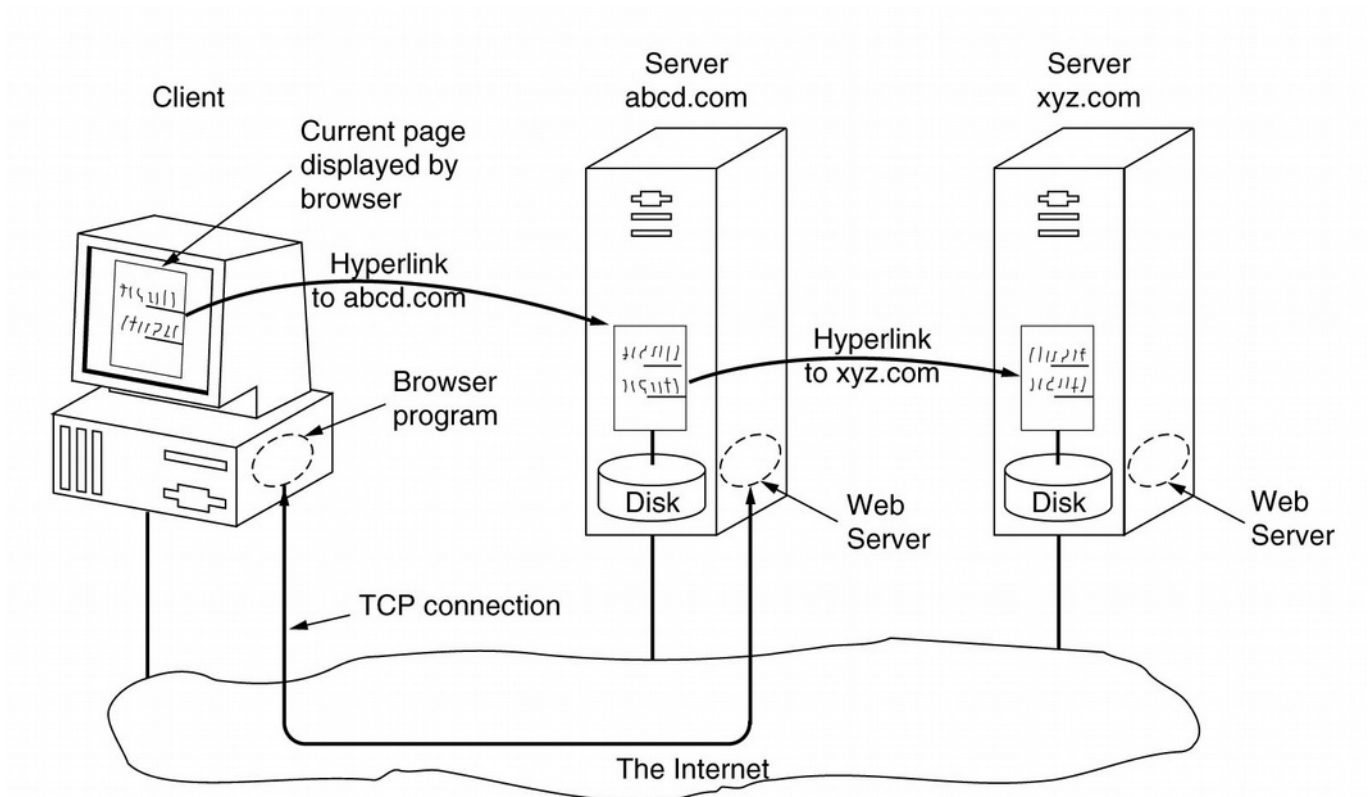 Client
Server
abcd.com
Server
xyz.com
Current page
displayed by
browser
Hyperlink
to abcd.com
Hyperlink
to xyz.com
Browser
program
Disk
Web
Server
Disk
Web
Server
TCP connection
The Internet